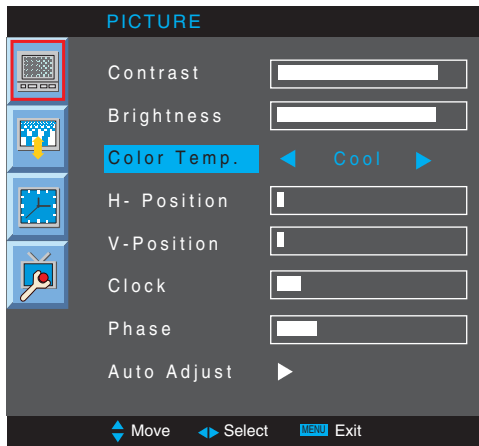 PICTURE
Contrast
Brightness
Color Temp. Cool
H- Position
V-Position
Clock
Phase
Auto Adjust
Move Select MENU Exit